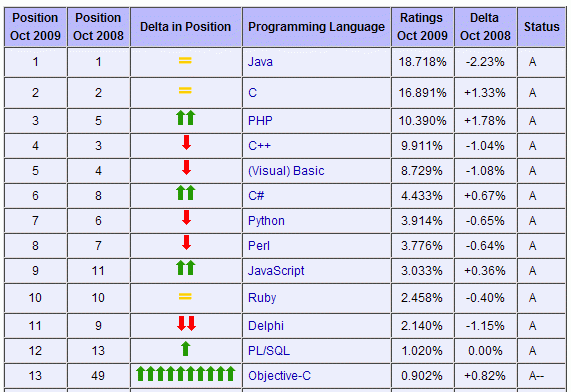 Position Oct 2009 Position Oct 2008 Delta in Position Programming Language Ratings Oct 2009 Delta Oct 2008 Status
1 1 = Java 18.718% -2.23% A
2 2 = C 16.891% +1.33% A
3 5 PHP 10.390% +1.78% A
4 3 C++ 9.911% -1.04% A
5 4 (Visual) Basic 8.729% -1.08% A
6 8 C# 4.433% +0.67% A
7 6 Python 3.914% -0.65% A
8 7 Perl 3.776% -0.64% A
9 11 JavaScript 3.033% +0.36% A
10 10 = Ruby 2.458% -0.40% A
11 9 Delphi 2.140% -1.15% A
12 13 PL/SQL 1.020% 0.00% A
13 49 Objective-C 0.902% +0.82% A--